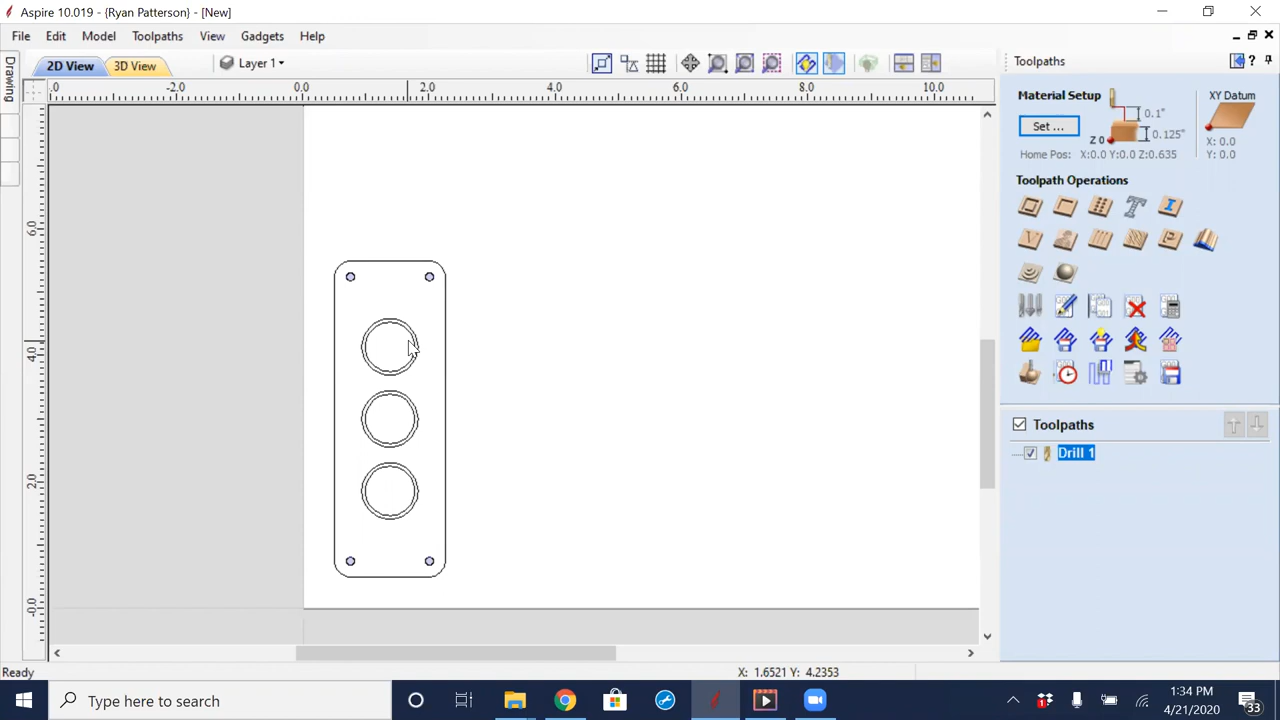 Aspire 10.019 - {Ryan Patterson} - [New]
File Edit Model Toolpaths View Gadgets Help
2D View 3D View Layer 1
Drawing
.0 -2.0 0.0 2.0 4.0 6.0 8.0 10.0
6.0
4.0
2.0
-0.0
Toolpaths
Material Setup
Set ...
0.1"
Z 0
0.125"
Home Pos: X:0.0 Y:0.0 Z:0.635
XY Datum
X: 0.0
Y: 0.0
Toolpath Operations
Toolpaths
Drill 1
Ready
X: 1.6521 Y: 4.2353
Type here to search
1:34 PM
4/21/2020
33